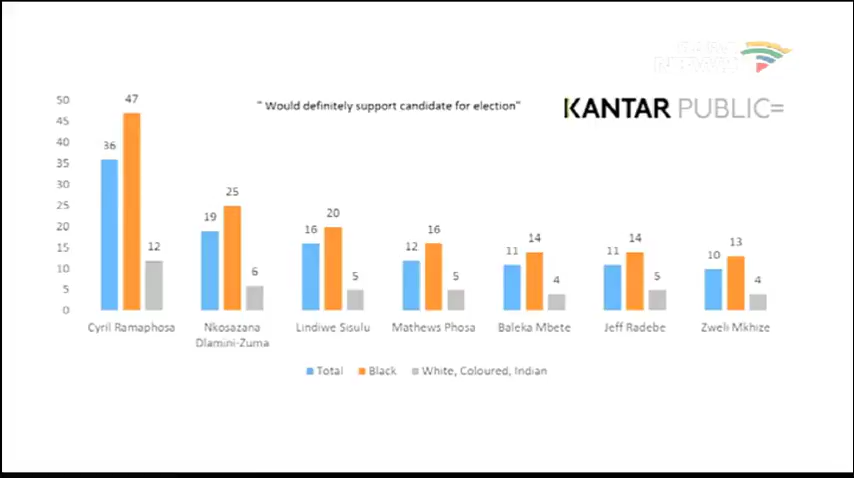 NEWS
" Would definitely support candidate for election"
KANTAR PUBLIC=
50
45
40
35
30
25
20
15
10
5
0
36
47
12
19
25
6
16
20
5
12
16
5
11
14
4
11
14
5
10
13
4
Cyril Ramaphosa
Nkosazana
Dlamini-Zuma
Lindiwe Sisulu
Mathews Phosa
Baleka Mbete
Jeff Radebe
Zweli Mkhize
Total
Black
White, Coloured, Indian